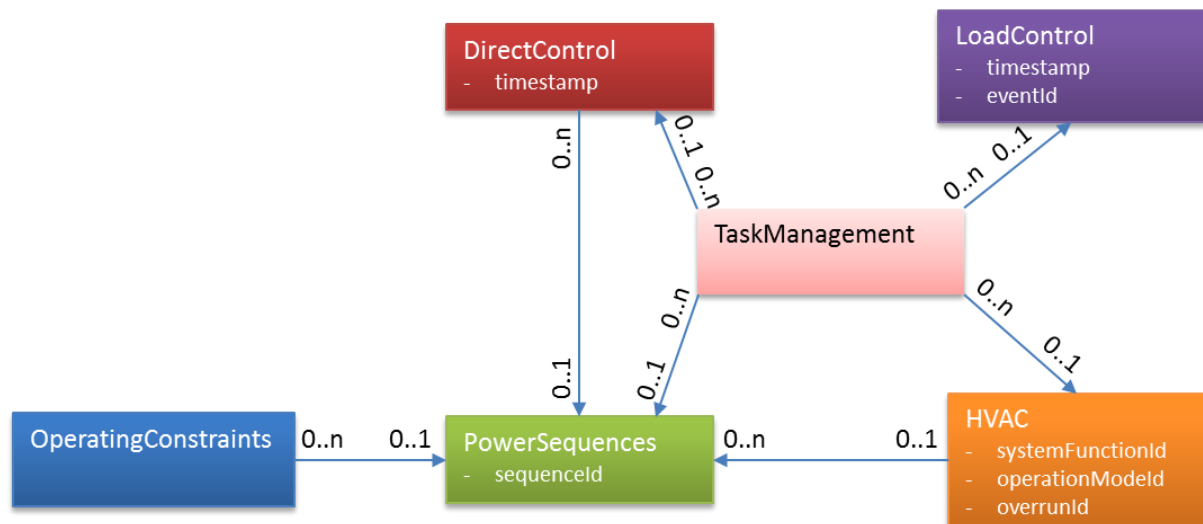 DirectControl
- timestamp
LoadControl
- timestamp
- eventId
0..n
0..1
0..n
0..n
0..1
TaskManagement
0..n
0..1
0..n
0..1
0..1
OperatingConstraints
0..n
0..1
PowerSequences
- sequenceId
0..n
0..1
HVAC
- systemFunctionId
- operationModeId
- overrunId